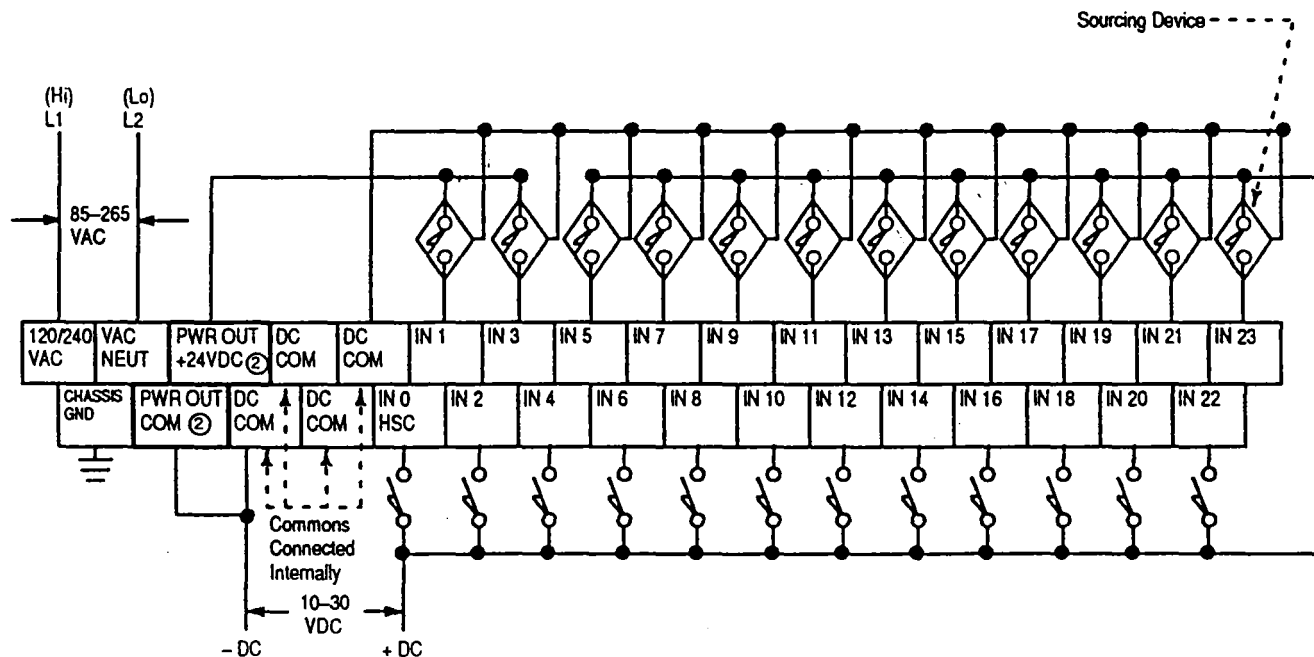 Sourcing Device
(Hi)
L1
(Lo)
L2
85–265
VAC
120/240
VAC
VAC
NEUT
PWR OUT
+24VDC ②
DC
COM
DC
COM
IN 1
IN 3
IN 5
IN 7
IN 9
IN 11
IN 13
IN 15
IN 17
IN 19
IN 21
IN 23
CHASSIS
GND
PWR OUT
COM ②
DC
COM
DC
COM
IN 0
HSC
IN 2
IN 4
IN 6
IN 8
IN 10
IN 12
IN 14
IN 16
IN 18
IN 20
IN 22
Commons
Connected
Internally
10–30
VDC
– DC
+ DC